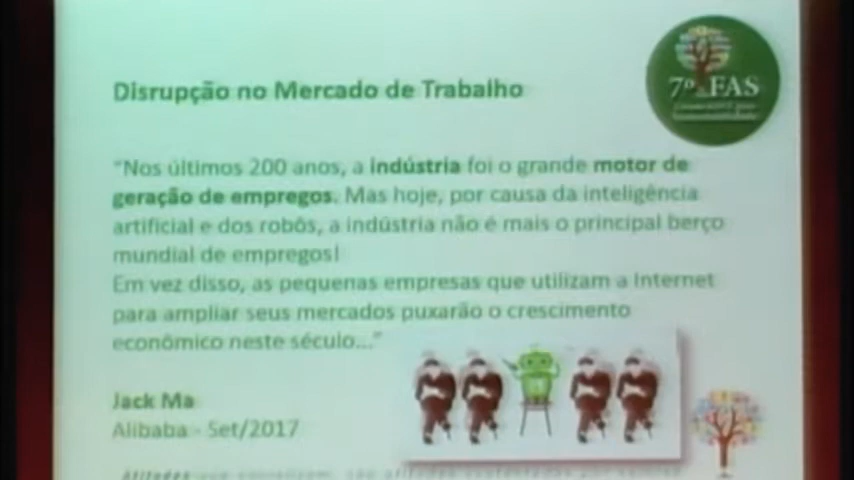 Disrupção no Mercado de Trabalho
7º FAS
"Nos últimos 200 anos, a indústria foi o grande motor de
geração de empregos. Mas hoje, por causa da inteligência
artificial e dos robôs, a indústria não é mais o principal berço
mundial de empregos!
Em vez disso, as pequenas empresas que utilizam a Internet
para ampliar seus mercados puxarão o crescimento
econômico neste século..."
Jack Ma
Alibaba - Set/2017